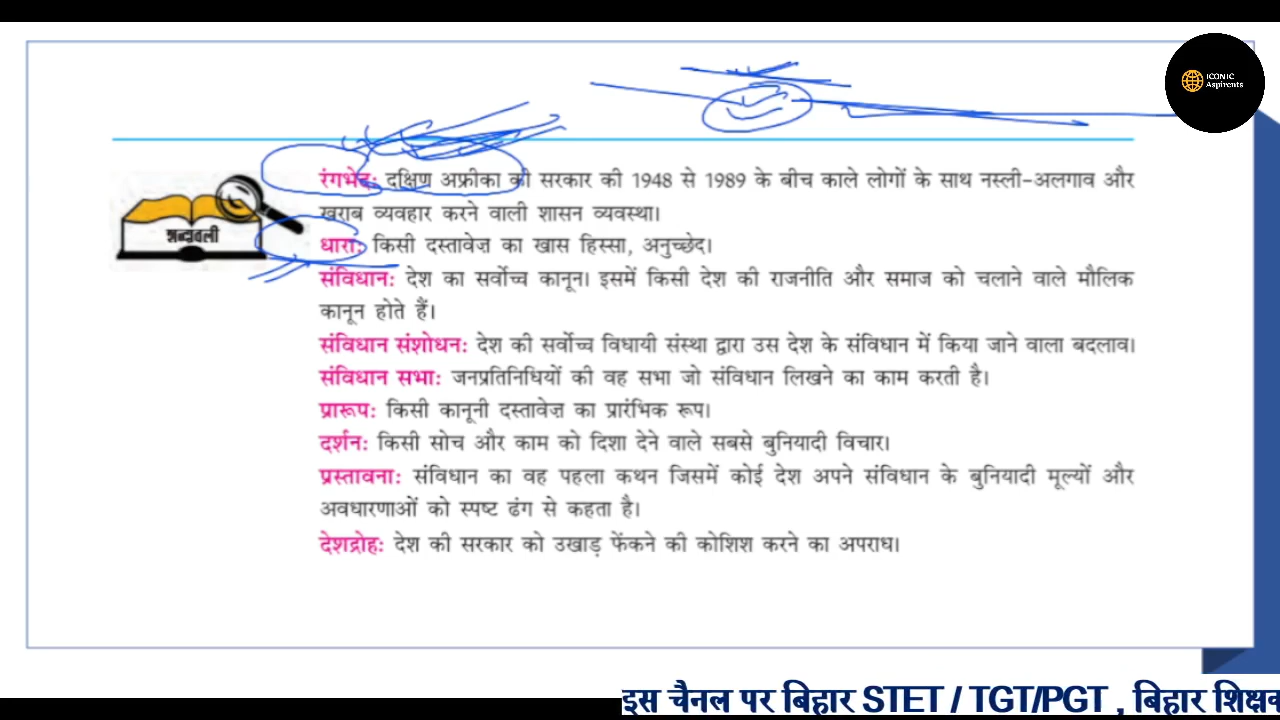 ICONIC
Aspirents
रंगभेद: दक्षिण अफ्रीका की सरकार की 1948 से 1989 के बीच काले लोगों के साथ नस्ली-अलगाव और
खराब व्यवहार करने वाली शासन व्यवस्था।
शब्दावली
धारा: किसी दस्तावेज़ का खास हिस्सा, अनुच्छेद।
संविधान: देश का सर्वोच्च कानून। इसमें किसी देश की राजनीति और समाज को चलाने वाले मौलिक
कानून होते हैं।
संविधान संशोधन: देश की सर्वोच्च विधायी संस्था द्वारा उस देश के संविधान में किया जाने वाला बदलाव।
संविधान सभा: जनप्रतिनिधियों की वह सभा जो संविधान लिखने का काम करती है।
प्रारूप: किसी कानूनी दस्तावेज़ का प्रारंभिक रूप।
दर्शन: किसी सोच और काम को दिशा देने वाले सबसे बुनियादी विचार।
प्रस्तावना: संविधान का वह पहला कथन जिसमें कोई देश अपने संविधान के बुनियादी मूल्यों और
अवधारणाओं को स्पष्ट ढंग से कहता है।
देशद्रोह: देश की सरकार को उखाड़ फेंकने की कोशिश करने का अपराध।
इस चैनल पर बिहार STET / TGT/PGT , बिहार